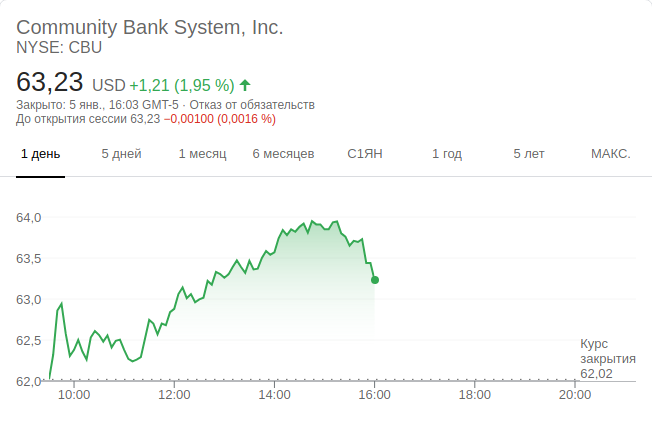 Community Bank System, Inc.
NYSE: CBU
63,23 USD +1,21 (1,95 %)
Закрыто: 5 янв., 16:03 GMT-5 · Отказ от обязательств
До открытия сессии 63,23 −0,00100 (0,0016 %)
1 день 5 дней 1 месяц 6 месяцев С1ЯН 1 год 5 лет МАКС.
64,0
63,5
63,0
62,5
62,0
Курс
закрытия
62,02
10:00 12:00 14:00 16:00 18:00 20:00